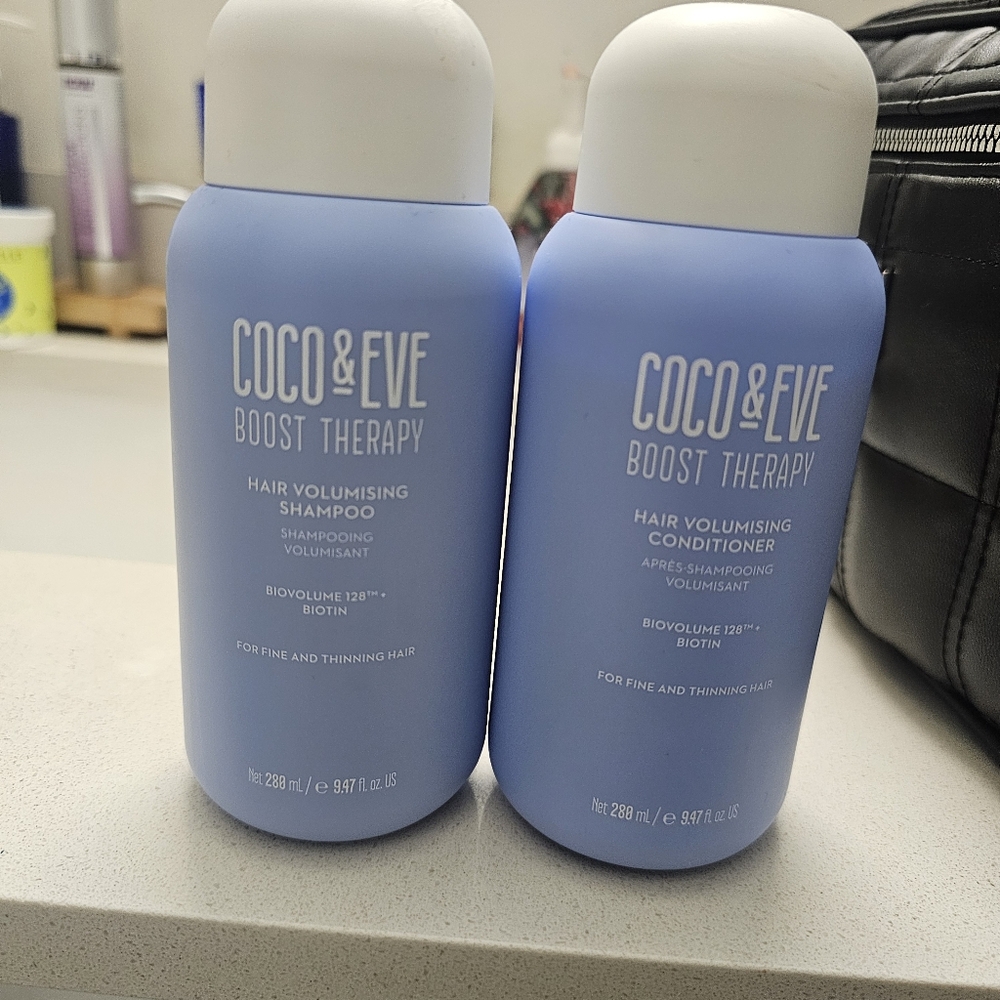 COCO & EVE
BOOST THERAPY
HAIR VOLUMISING
SHAMPOO
SHAMPOOING
VOLUMISANT
BIOVOLUME 128™ +
BIOTIN
FOR FINE AND THINNING HAIR
Net 280 mL / ℮ 9.47 fl. oz. US
COCO & EVE
BOOST THERAPY
HAIR VOLUMISING
CONDITIONER
APRÈS-SHAMPOOING
VOLUMISANT
BIOVOLUME 128™ +
BIOTIN
FOR FINE AND THINNING HAIR
Net 280 mL / ℮ 9.47 fl. oz. US